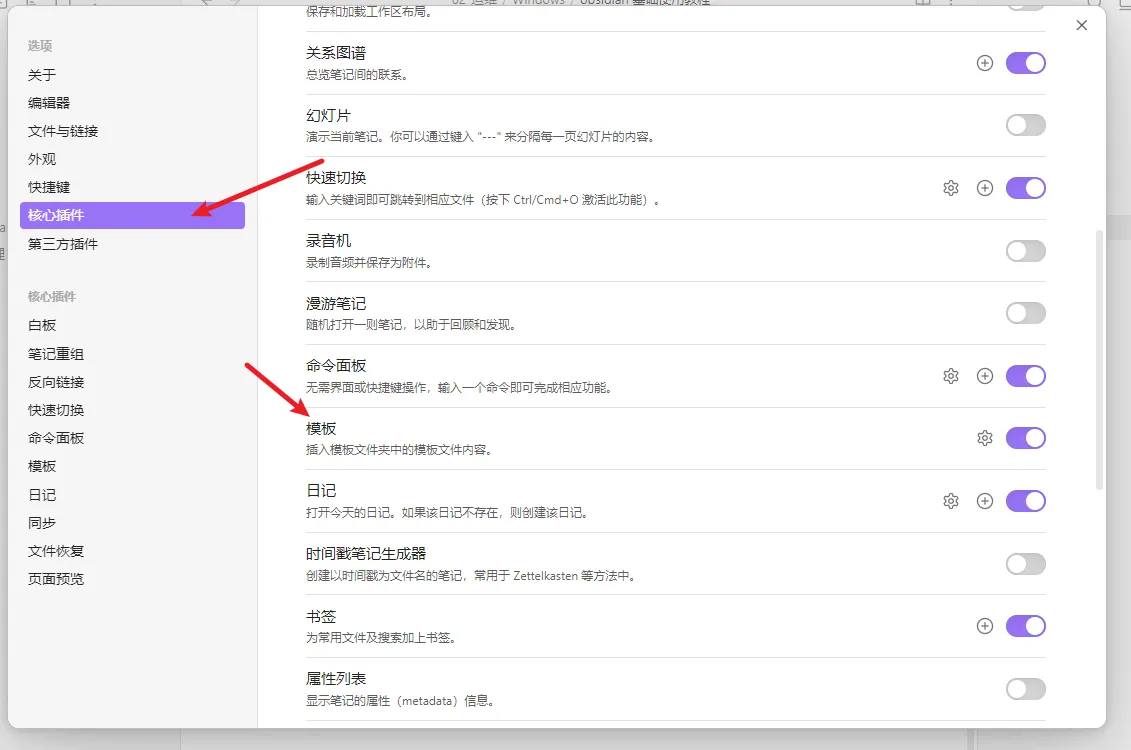 02 运维 / Windows / obsidian 基础使用教程
选项
关于
编辑器
文件与链接
外观
快捷键
核心插件
第三方插件
核心插件
白板
笔记重组
反向链接
快速切换
命令面板
模板
日记
同步
文件恢复
页面预览
保存和加载工作区布局。
关系图谱
总览笔记间的联系。
幻灯片
演示当前笔记。你可以通过键入 "---" 来分隔每一页幻灯片的内容。
快速切换
输入关键词即可跳转到相应文件（按下 Ctrl/Cmd+O 激活此功能）。
录音机
录制音频并保存为附件。
漫游笔记
随机打开一则笔记，以助于回顾和发现。
命令面板
无需界面或快捷键操作，输入一个命令即可完成相应功能。
模板
插入模板文件夹中的模板文件内容。
日记
打开今天的日记。如果该日记不存在，则创建该日记。
时间戳笔记生成器
创建以时间戳为文件名的笔记，常用于 Zettelkasten 等方法中。
书签
为常用文件及搜索加上书签。
属性列表
显示笔记的属性（metadata）信息。